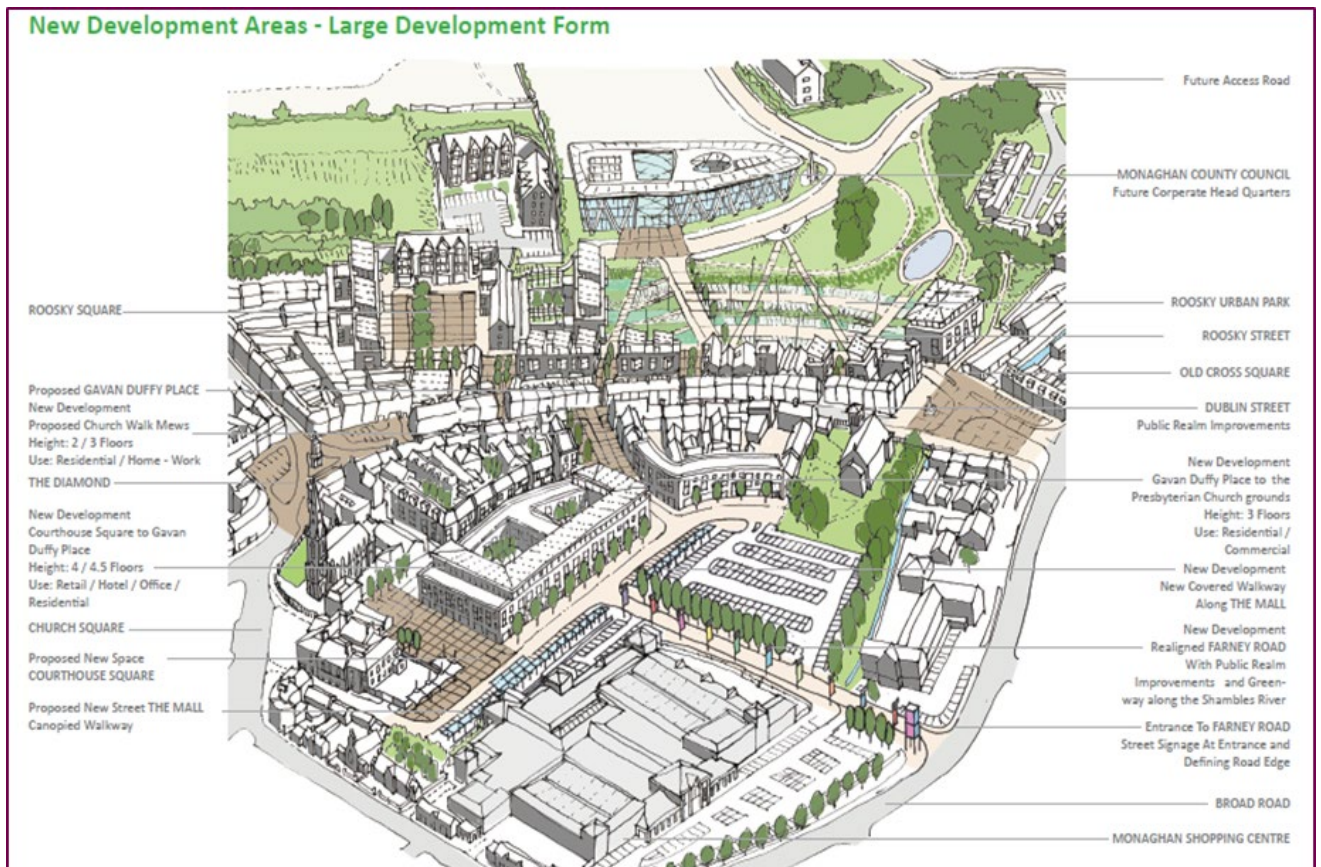 New Development Areas - Large Development Form
ROOSKY SQUARE
Proposed GAVAN DUFFY PLACE
New Development
Proposed Church Walk Mews
Height: 2 / 3 Floors
Use: Residential / Home - Work
THE DIAMOND
New Development
Courthouse Square to Gavan
Duffy Place
Height: 4 / 4.5 Floors
Use: Retail / Hotel / Office /
Residential
CHURCH SQUARE
Proposed New Space
COURTHOUSE SQUARE
Proposed New Street THE MALL
Canopied Walkway
Future Access Road
MONAGHAN COUNTY COUNCIL
Future Corperate Head Quarters
ROOSKY URBAN PARK
ROOSKY STREET
OLD CROSS SQUARE
DUBLIN STREET
Public Realm Improvements
New Development
Gavan Duffy Place to the
Presbyterian Church grounds
Height: 3 Floors
Use: Residential /
Commercial
New Development
New Covered Walkway
Along THE MALL
New Development
Realigned FARNEY ROAD
With Public Realm
Improvements and Green-
way along the Shambles River
Entrance To FARNEY ROAD
Street Signage At Entrance and
Defining Road Edge
BROAD ROAD
MONAGHAN SHOPPING CENTRE